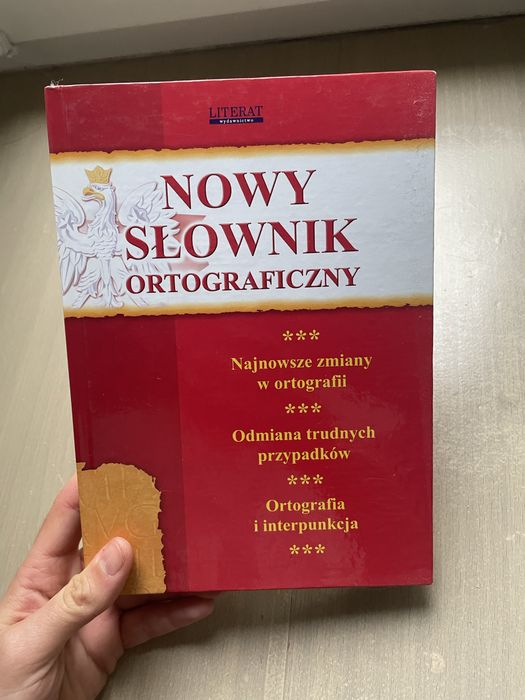 LITERAT
wydawnictwo
NOWY
SŁOWNIK
ORTOGRAFICZNY
***
Najnowsze zmiany
w ortografii
***
Odmiana trudnych
przypadków
***
Ortografia
i interpunkcja
***